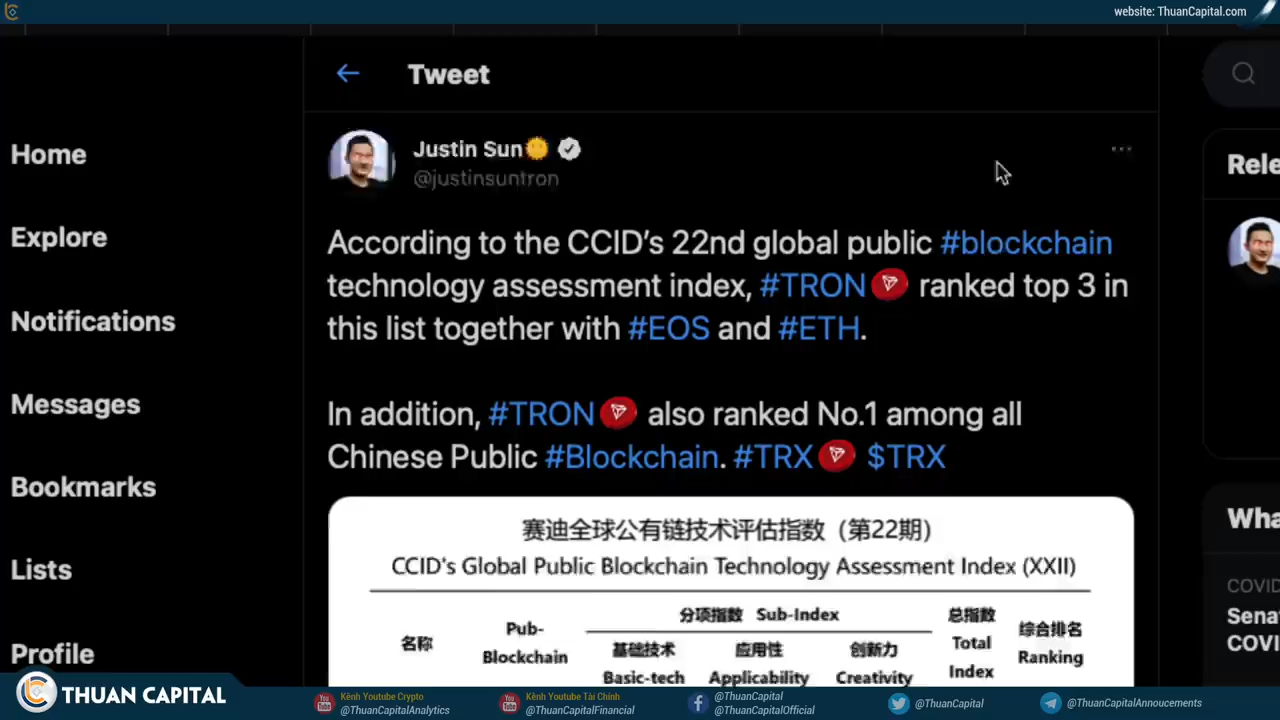 website: ThuanCapital.com
Tweet
Home
Explore
Notifications
Messages
Bookmarks
Lists
Profile
Justin Sun
@justinsuntron
According to the CCID's 22nd global public #blockchain
technology assessment index, #TRON ranked top 3 in
this list together with #EOS and #ETH.
In addition, #TRON also ranked No.1 among all
Chinese Public #Blockchain. #TRX $TRX
赛迪全球公有链技术评估指数（第22期）
CCID's Global Public Blockchain Technology Assessment Index (XXII)
名称
Pub-
Blockchain
分项指数 Sub-Index
基础技术
Basic-tech
应用性
Applicability
创新力
Creativity
总指数
Total
Index
综合排名
Ranking
Rele
Wha
COVID
Sena
COVI
THUAN CAPITAL
Kênh Youtube Crypto
@ThuanCapitalAnalytics
Kênh Youtube Tài Chính
@ThuanCapitalFinancial
@ThuanCapital
@ThuanCapitalOfficial
@ThuanCapital
@ThuanCapitalAnnoucements